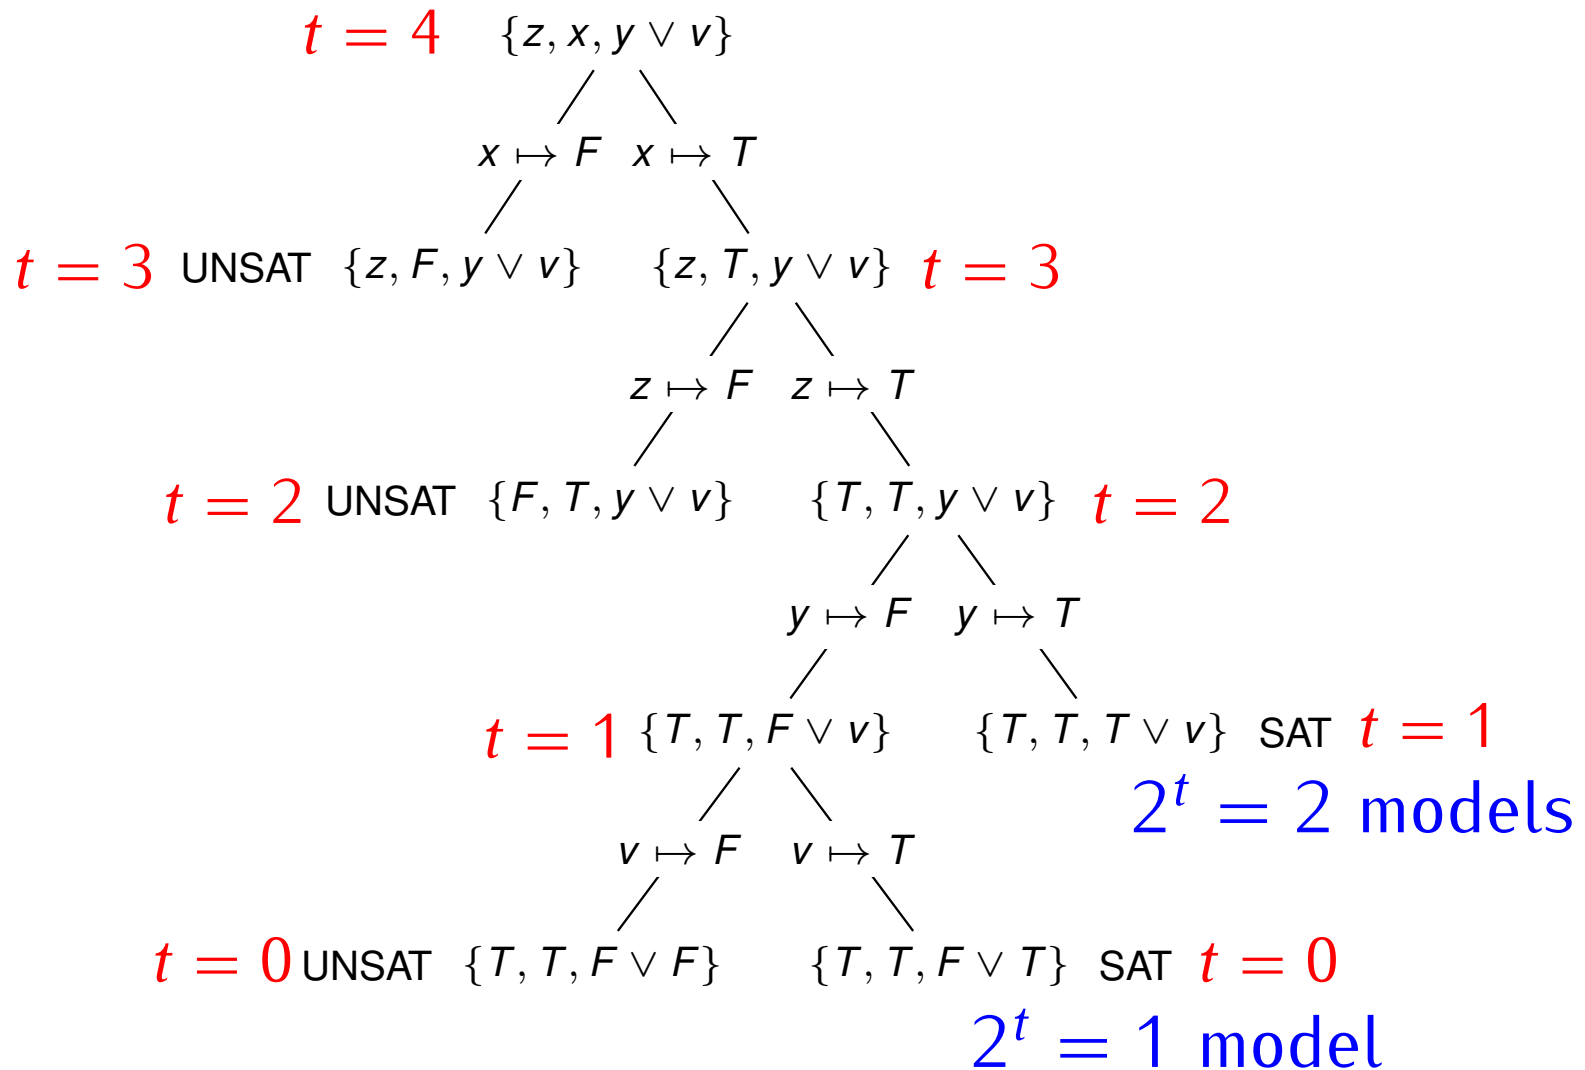 t = 4 {z, x, y ∨ v}
x ↦ F x ↦ T
t = 3 UNSAT {z, F, y ∨ v} {z, T, y ∨ v} t = 3
z ↦ F z ↦ T
t = 2 UNSAT {F, T, y ∨ v} {T, T, y ∨ v} t = 2
y ↦ F y ↦ T
t = 1 {T, T, F ∨ v} {T, T, T ∨ v} SAT t = 1
2^t = 2 models
v ↦ F v ↦ T
t = 0 UNSAT {T, T, F ∨ F} {T, T, F ∨ T} SAT t = 0
2^t = 1 model